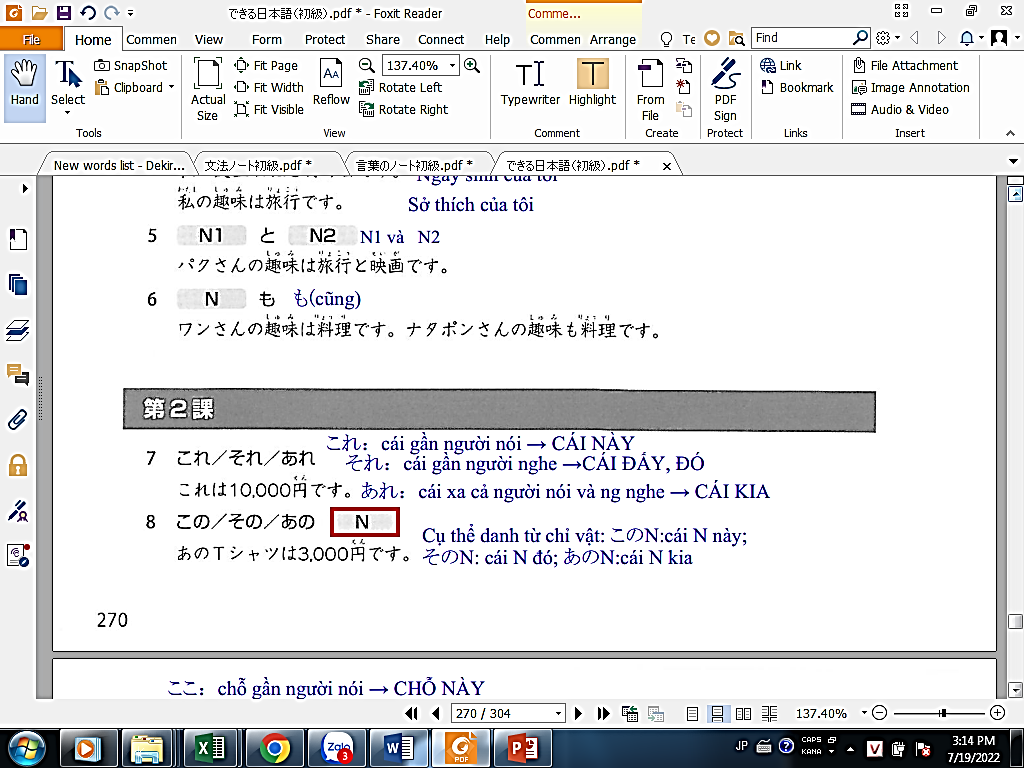 できる日本語(初級).pdf * - Foxit Reader
Comme...
File Home Commen View Form Protect Share Connect Help Commen Arrange Te Find
Hand
Select
SnapShot
Clipboard
Tools
Actual Size
Fit Page
Fit Width
Fit Visible
Reflow
137.40%
Rotate Left
Rotate Right
View
Typewriter
Highlight
Comment
From File
Create
PDF Sign
Protect
Link
Bookmark
Links
File Attachment
Image Annotation
Audio & Video
Insert
New words list - Dekir... 文法ノート初級.pdf * 言葉のノート初級.pdf * できる日本語(初級).pdf *
Ngày sinh của tôi
私の趣味は旅行です。 Sở thích của tôi
5 N1 と N2 N1 và N2
パクさんの趣味は旅行と映画です。
6 N も も(cũng)
ワンさんの趣味は料理です。ナタポンさんの趣味も料理です。
第2課
これ: cái gần người nói → CÁI NÀY
7 これ/それ/あれ それ: cái gần người nghe →CÁI ĐẤY, ĐÓ
これは10,000円です。 あれ: cái xa cả người nói và ng nghe → CÁI KIA
8 この/その/あの N Cụ thể danh từ chỉ vật: このN:cái N này;
あのTシャツは3,000円です。 そのN: cái N đó; あのN:cái N kia
270
ここ: chỗ gần người nói → CHỖ NÀY
270 / 304
137.40%
Zalo 3
PDF
JP
CAPS
KANA
V
3:14 PM
7/19/2022